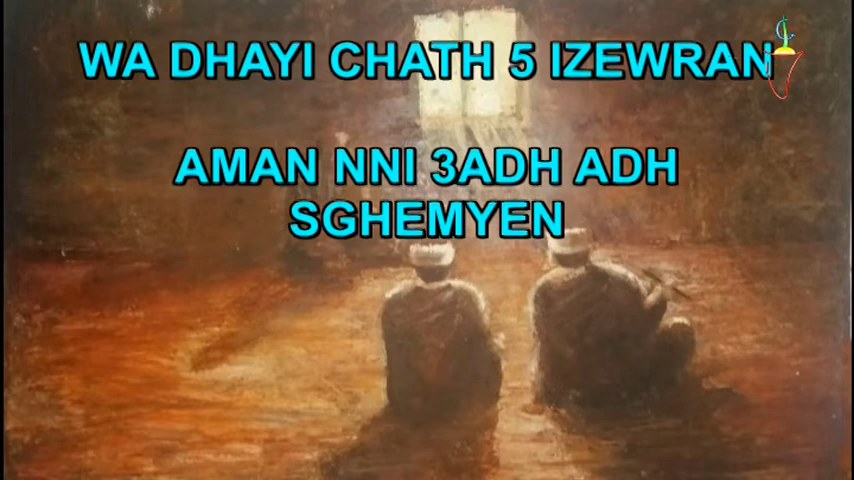 WA DHAYI CHATH 5 IZEWRAN
AMAN NNI 3ADH ADH
SGHEMYEN